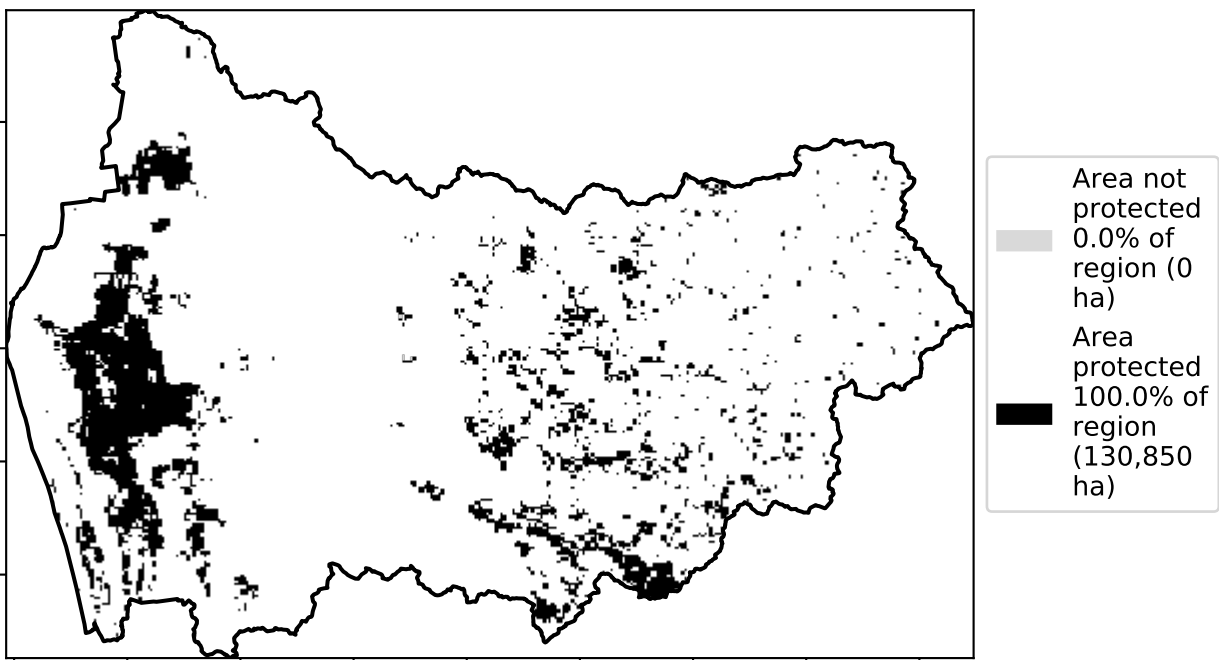 Area not
protected
0.0% of
region (0
ha)
Area
protected
100.0% of
region
(130,850
ha)